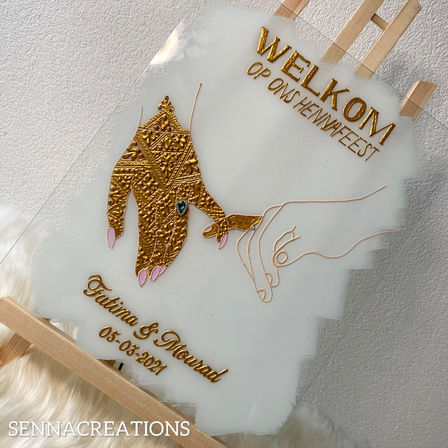 WELKOM
OP ONS HENNAFEEST
Fatima & Mourad
05-03-2021
SENNACREATIONS